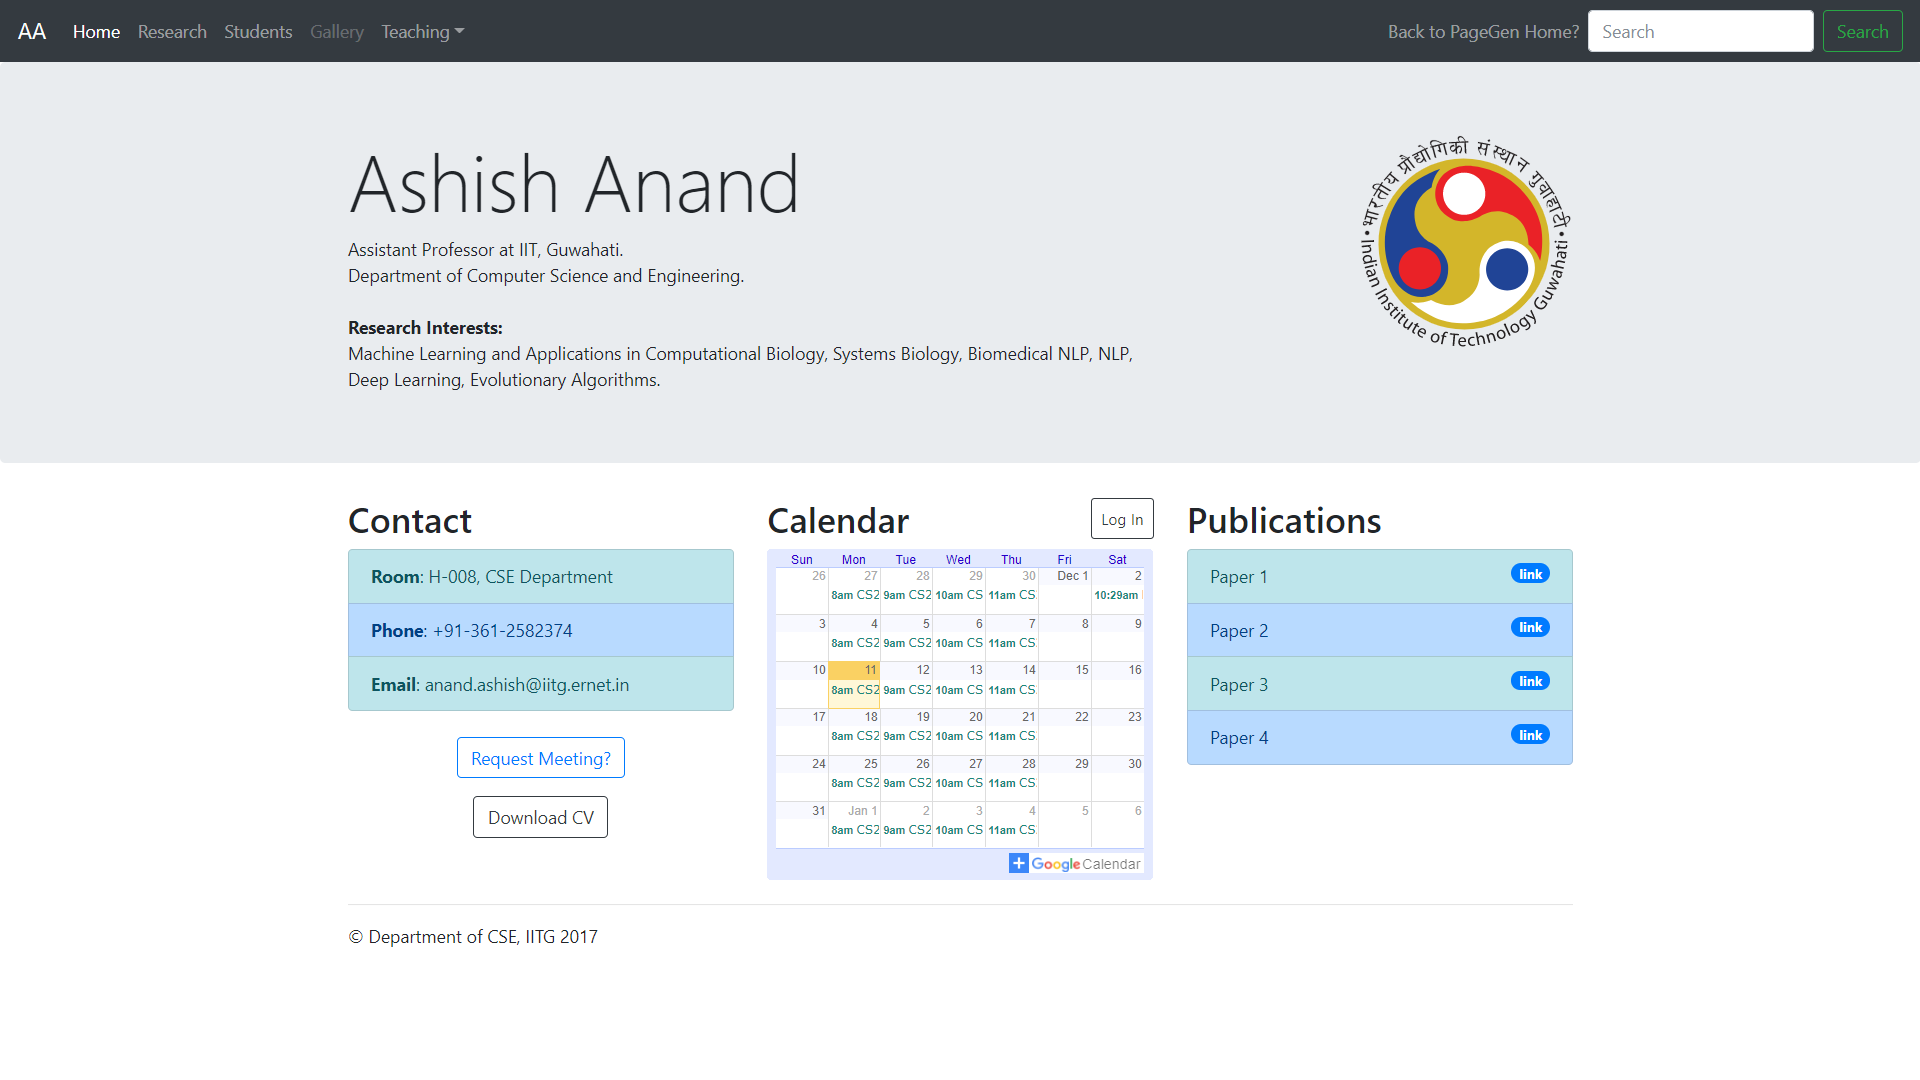 AA Home Research Students Gallery Teaching Back to PageGen Home? Search Search
Ashish Anand
Assistant Professor at IIT, Guwahati.
Department of Computer Science and Engineering.
Research Interests:
Machine Learning and Applications in Computational Biology, Systems Biology, Biomedical NLP, NLP,
Deep Learning, Evolutionary Algorithms.
भारतीय प्रौद्योगिकी संस्थान गुवाहाटी
• Indian Institute of Technology Guwahati •
Contact
Room: H-008, CSE Department
Phone: +91-361-2582374
Email: anand.ashish@iitg.ernet.in
Request Meeting?
Download CV
Calendar Log In
Sun Mon Tue Wed Thu Fri Sat
26 27 28 29 30 Dec 1 2
8am CS2 9am CS2 10am CS 11am CS 10:29am
3 4 5 6 7 8 9
8am CS2 9am CS2 10am CS 11am CS
10 11 12 13 14 15 16
8am CS2 9am CS2 10am CS 11am CS
17 18 19 20 21 22 23
8am CS2 9am CS2 10am CS 11am CS
24 25 26 27 28 29 30
8am CS2 9am CS2 10am CS 11am CS
31 Jan 1 2 3 4 5 6
8am CS2 9am CS2 10am CS 11am CS
+ Google Calendar
Publications
Paper 1 link
Paper 2 link
Paper 3 link
Paper 4 link
© Department of CSE, IITG 2017